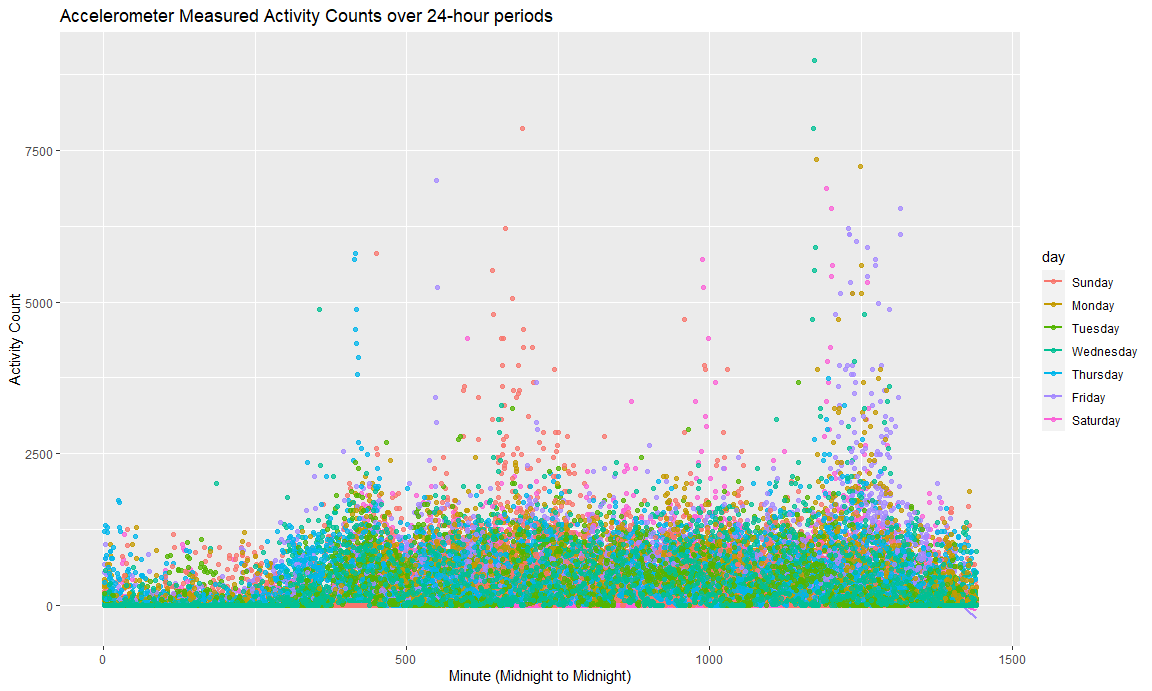 Accelerometer Measured Activity Counts over 24-hour periods
7500
5000
2500
0
Activity Count
0 500 1000 1500
Minute (Midnight to Midnight)
day
Sunday
Monday
Tuesday
Wednesday
Thursday
Friday
Saturday